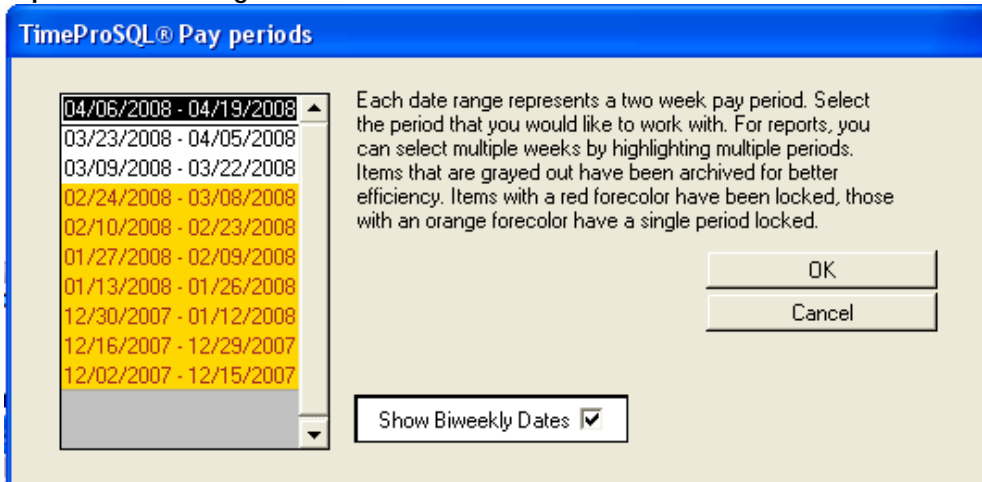 TimeProSQL® Pay periods
04/06/2008 - 04/19/2008
03/23/2008 - 04/05/2008
03/09/2008 - 03/22/2008
02/24/2008 - 03/08/2008
02/10/2008 - 02/23/2008
01/27/2008 - 02/09/2008
01/13/2008 - 01/26/2008
12/30/2007 - 01/12/2008
12/16/2007 - 12/29/2007
12/02/2007 - 12/15/2007
Each date range represents a two week pay period. Select
the period that you would like to work with. For reports, you
can select multiple weeks by highlighting multiple periods.
Items that are grayed out have been archived for better
efficiency. Items with a red forecolor have been locked, those
with an orange forecolor have a single period locked.
OK
Cancel
Show Biweekly Dates